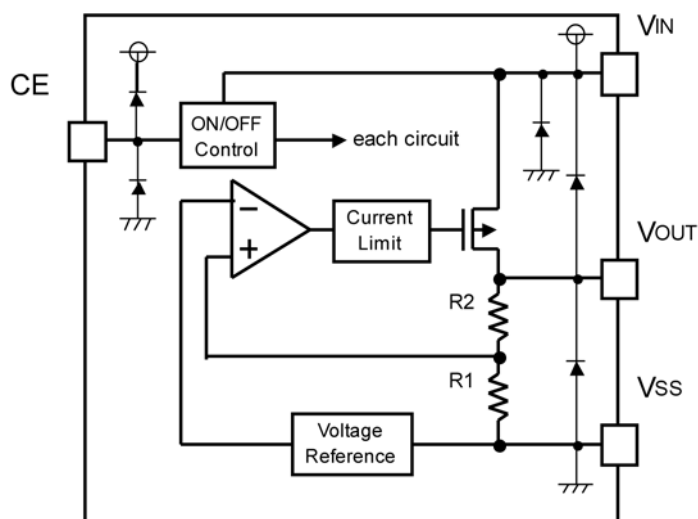 VIN
CE
ON/OFF
Control
each circuit
−
+
Current
Limit
VOUT
R2
R1
VSS
Voltage
Reference